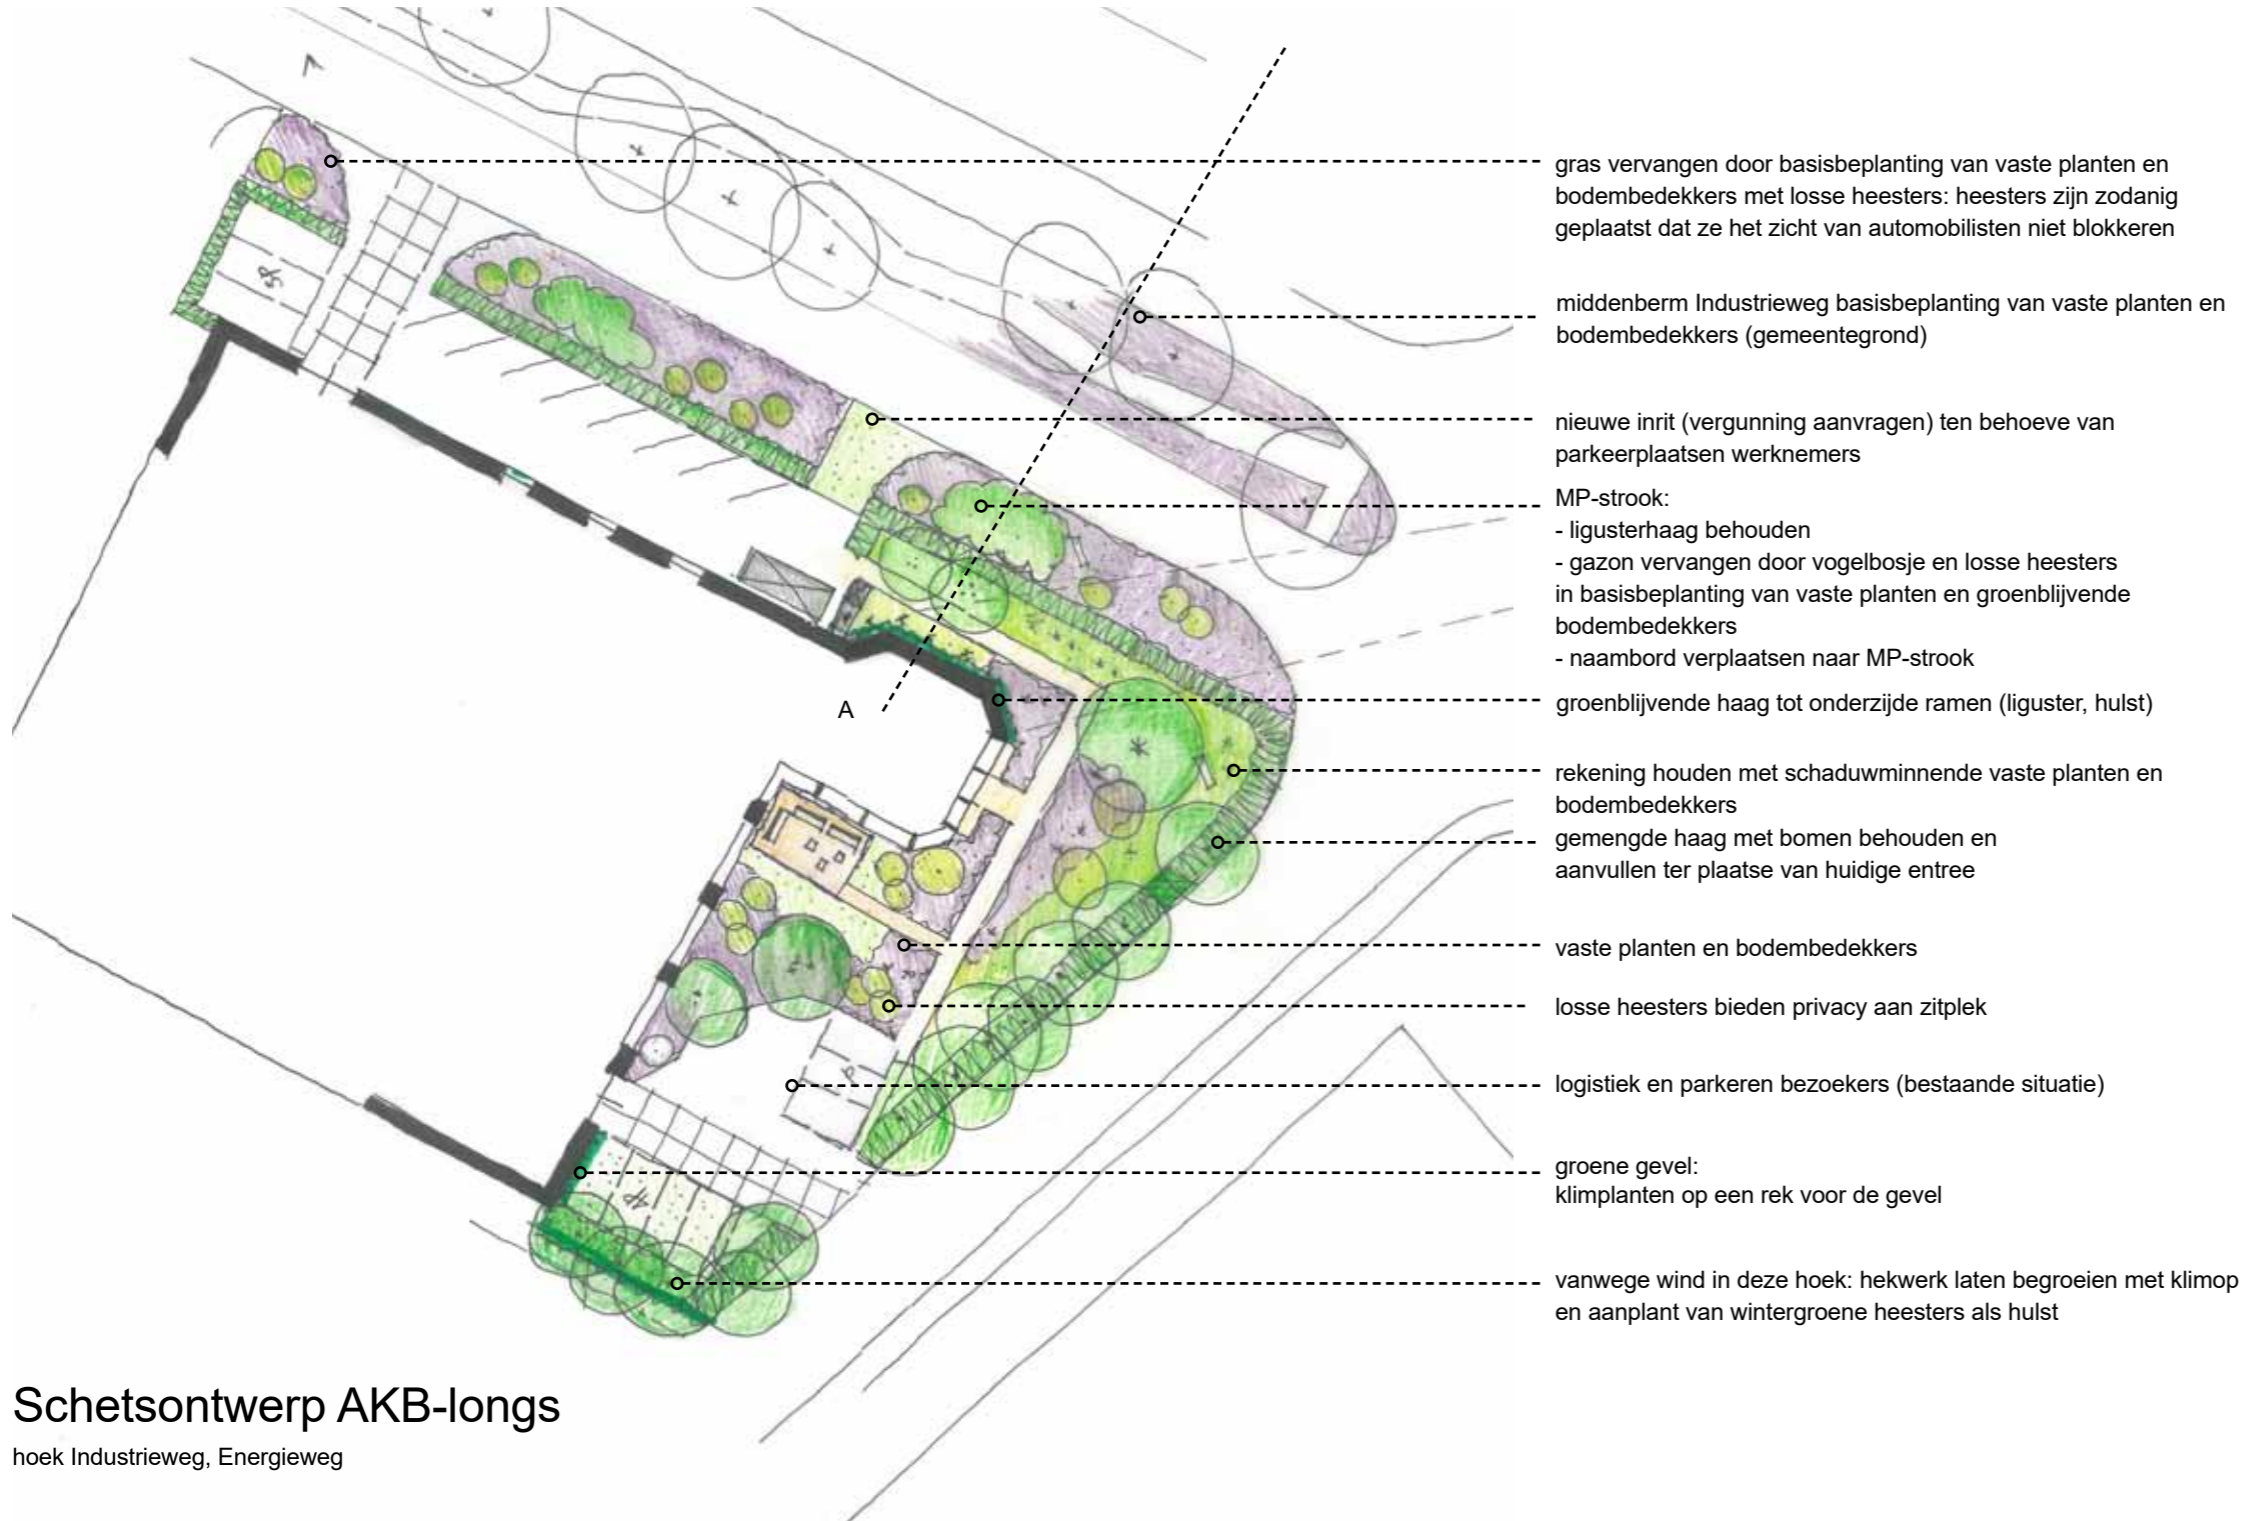 gras vervangen door basisbeplanting van vaste planten en
bodembedekkers met losse heesters: heesters zijn zodanig
geplaatst dat ze het zicht van automobilisten niet blokkeren
middenberm Industrieweg basisbeplanting van vaste planten en
bodembedekkers (gemeentegrond)
nieuwe inrit (vergunning aanvragen) ten behoeve van
parkeerplaatsen werknemers
MP-strook:
- ligusterhaag behouden
- gazon vervangen door vogelbosje en losse heesters
in basisbeplanting van vaste planten en groenblijvende
bodembedekkers
- naambord verplaatsen naar MP-strook
groenblijvende haag tot onderzijde ramen (liguster, hulst)
A
rekening houden met schaduwminnende vaste planten en
bodembedekkers
gemengde haag met bomen behouden en
aanvullen ter plaatse van huidige entree
vaste planten en bodembedekkers
losse heesters bieden privacy aan zitplek
logistiek en parkeren bezoekers (bestaande situatie)
groene gevel:
klimplanten op een rek voor de gevel
4P
vanwege wind in deze hoek: hekwerk laten begroeien met klimop
en aanplant van wintergroene heesters als hulst
Schetsontwerp AKB-longs
hoek Industrieweg, Energieweg